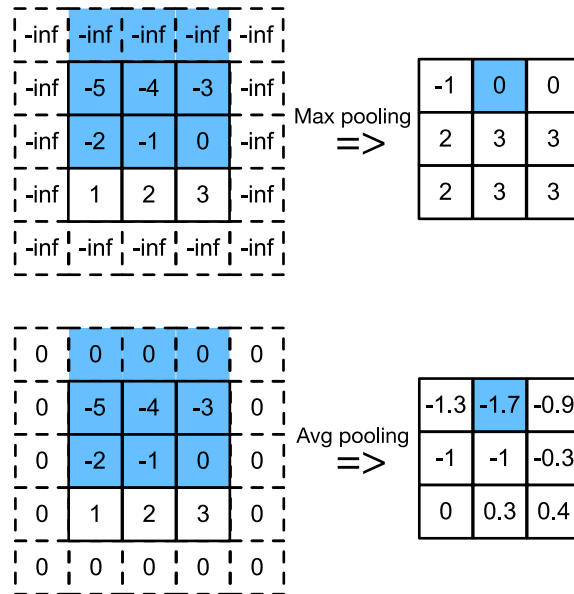 -inf -inf -inf -inf -inf
-inf -5 -4 -3 -inf
-inf -2 -1 0 -inf
-inf 1 2 3 -inf
-inf -inf -inf -inf -inf
Max pooling
=>
-1 0 0
2 3 3
2 3 3
0 0 0 0 0
0 -5 -4 -3 0
0 -2 -1 0 0
0 1 2 3 0
0 0 0 0 0
Avg pooling
=>
-1.3 -1.7 -0.9
-1 -1 -0.3
0 0.3 0.4